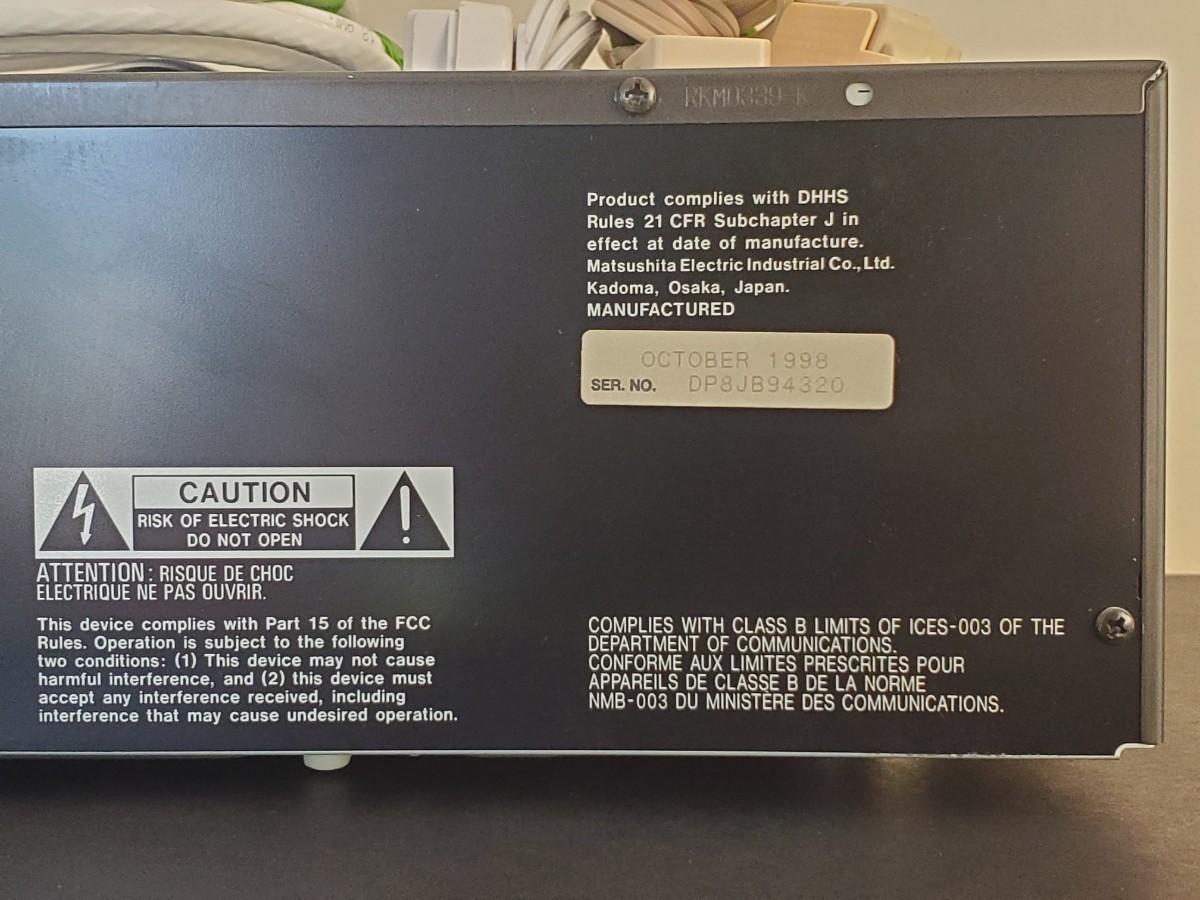 RKM0339-K
Product complies with DHHS
Rules 21 CFR Subchapter J in
effect at date of manufacture.
Matsushita Electric Industrial Co., Ltd.
Kadoma, Osaka, Japan.
MANUFACTURED
OCTOBER 1998
SER. NO. DP8JB94320
CAUTION
RISK OF ELECTRIC SHOCK
DO NOT OPEN
ATTENTION : RISQUE DE CHOC
ELECTRIQUE NE PAS OUVRIR.
This device complies with Part 15 of the FCC
Rules. Operation is subject to the following
two conditions: (1) This device may not cause
harmful interference, and (2) this device must
accept any interference received, including
interference that may cause undesired operation.
COMPLIES WITH CLASS B LIMITS OF ICES-003 OF THE
DEPARTMENT OF COMMUNICATIONS.
CONFORME AUX LIMITES PRESCRITES POUR
APPAREILS DE CLASSE B DE LA NORME
NMB-003 DU MINISTÈRE DES COMMUNICATIONS.